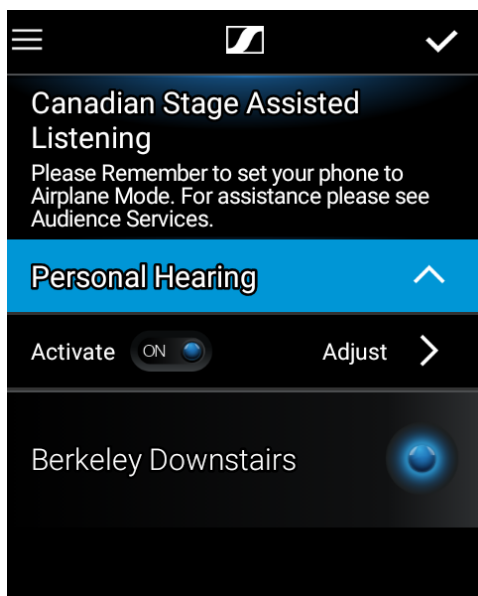 Canadian Stage Assisted
Listening
Please Remember to set your phone to
Airplane Mode. For assistance please see
Audience Services.
Personal Hearing
Activate ON Adjust
Berkeley Downstairs